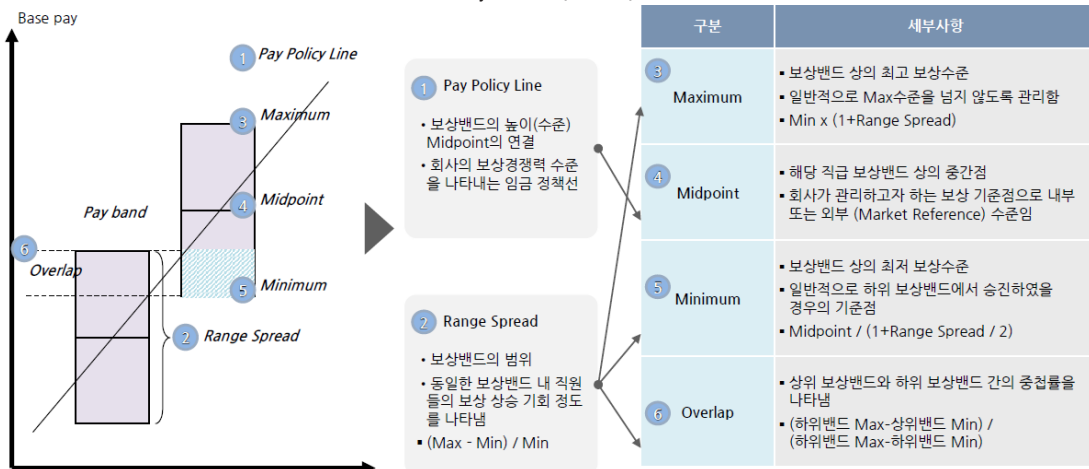 Base pay
1 Pay Policy Line
3 Maximum
4 Midpoint
Pay band
6
Overlap
5 Minimum
2 Range Spread
1 Pay Policy Line
• 보상밴드의 높이(수준)
Midpoint의 연결
• 회사의 보상경쟁력 수준
을 나타내는 임금 정책선
2 Range Spread
• 보상밴드의 범위
• 동일한 보상밴드 내 직원
들의 보상 상승 기회 정도
를 나타냄
▪ (Max - Min) / Min
구분 세부사항
3 Maximum
▪ 보상밴드 상의 최고 보상수준
▪ 일반적으로 Max수준을 넘지 않도록 관리함
▪ Min x (1+Range Spread)
4 Midpoint
▪ 해당 직급 보상밴드 상의 중간점
▪ 회사가 관리하고자 하는 보상 기준점으로 내부
또는 외부 (Market Reference) 수준임
5 Minimum
▪ 보상밴드 상의 최저 보상수준
▪ 일반적으로 하위 보상밴드에서 승진하였을
경우의 기준점
▪ Midpoint / (1+Range Spread / 2)
6 Overlap
▪ 상위 보상밴드와 하위 보상밴드 간의 중첩률을
나타냄
▪ (하위밴드 Max-상위밴드 Min) /
(하위밴드 Max-하위밴드 Min)